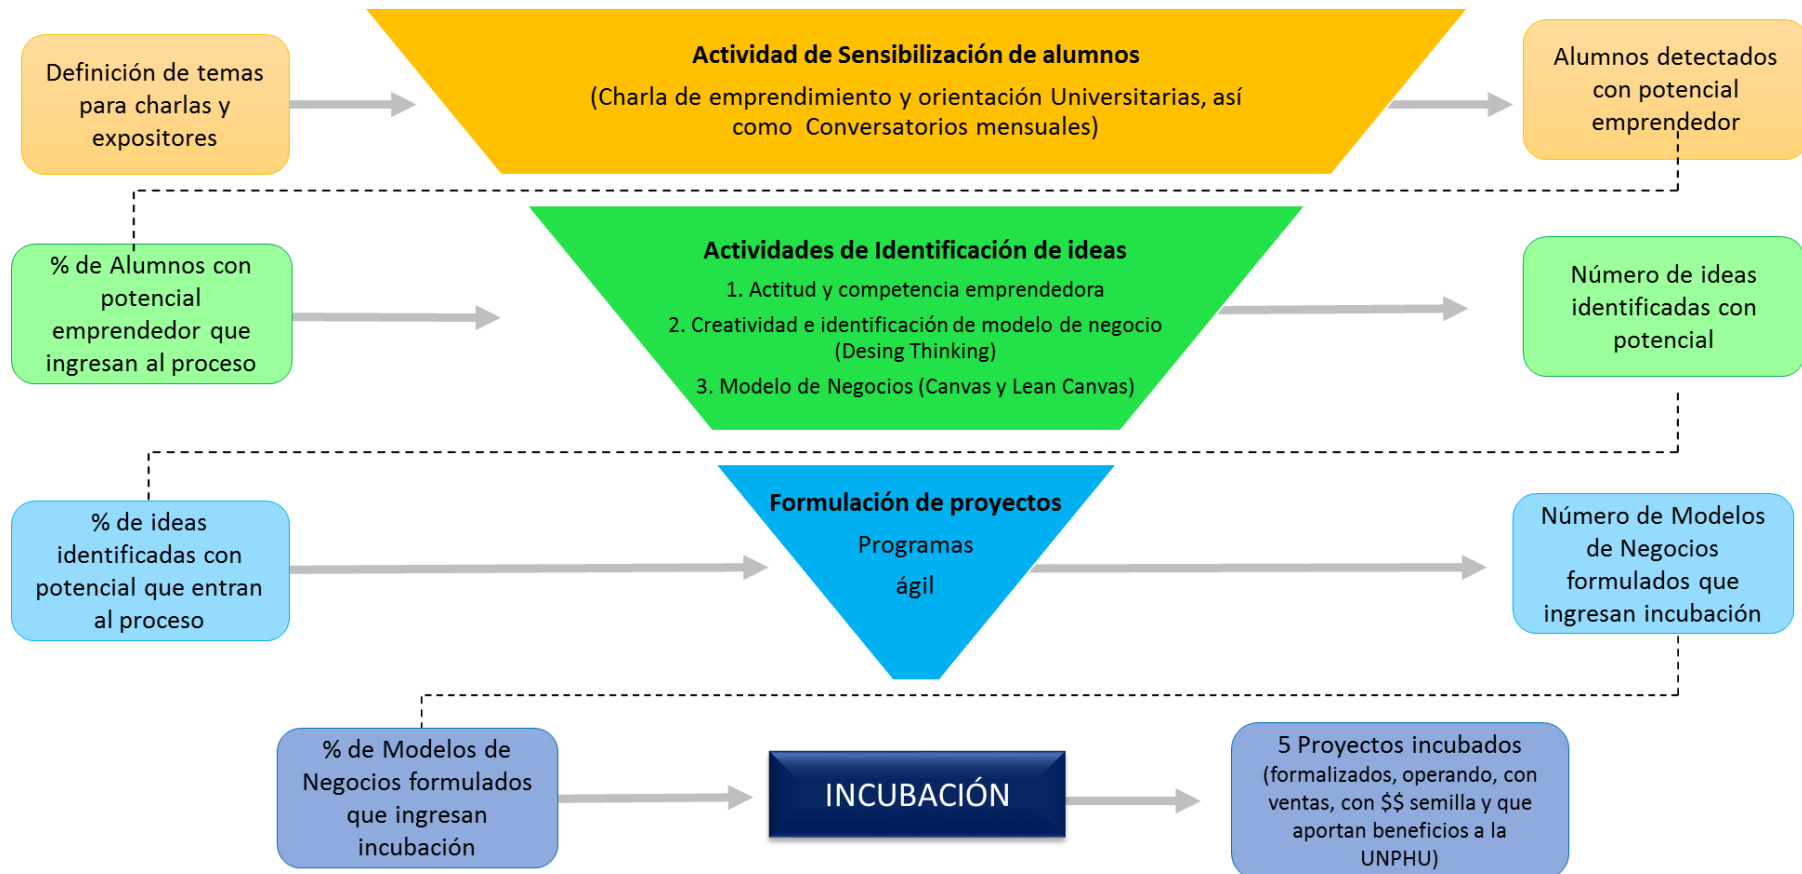 Definición de temas
para charlas y
expositores
Actividad de Sensibilización de alumnos
(Charla de emprendimiento y orientación Universitarias, así
como Conversatorios mensuales)
Alumnos detectados
con potencial
emprendedor
% de Alumnos con
potencial
emprendedor que
ingresan al proceso
Actividades de Identificación de ideas
1. Actitud y competencia emprendedora
2. Creatividad e identificación de modelo de negocio
(Desing Thinking)
3. Modelo de Negocios (Canvas y Lean Canvas)
Número de ideas
identificadas con
potencial
% de ideas
identificadas con
potencial que entran
al proceso
Formulación de proyectos
Programas
ágil
Número de Modelos
de Negocios
formulados que
ingresan incubación
% de Modelos de
Negocios formulados
que ingresan
incubación
INCUBACIÓN
5 Proyectos incubados
(formalizados, operando, con
ventas, con $$ semilla y que
aportan beneficios a la
UNPHU)